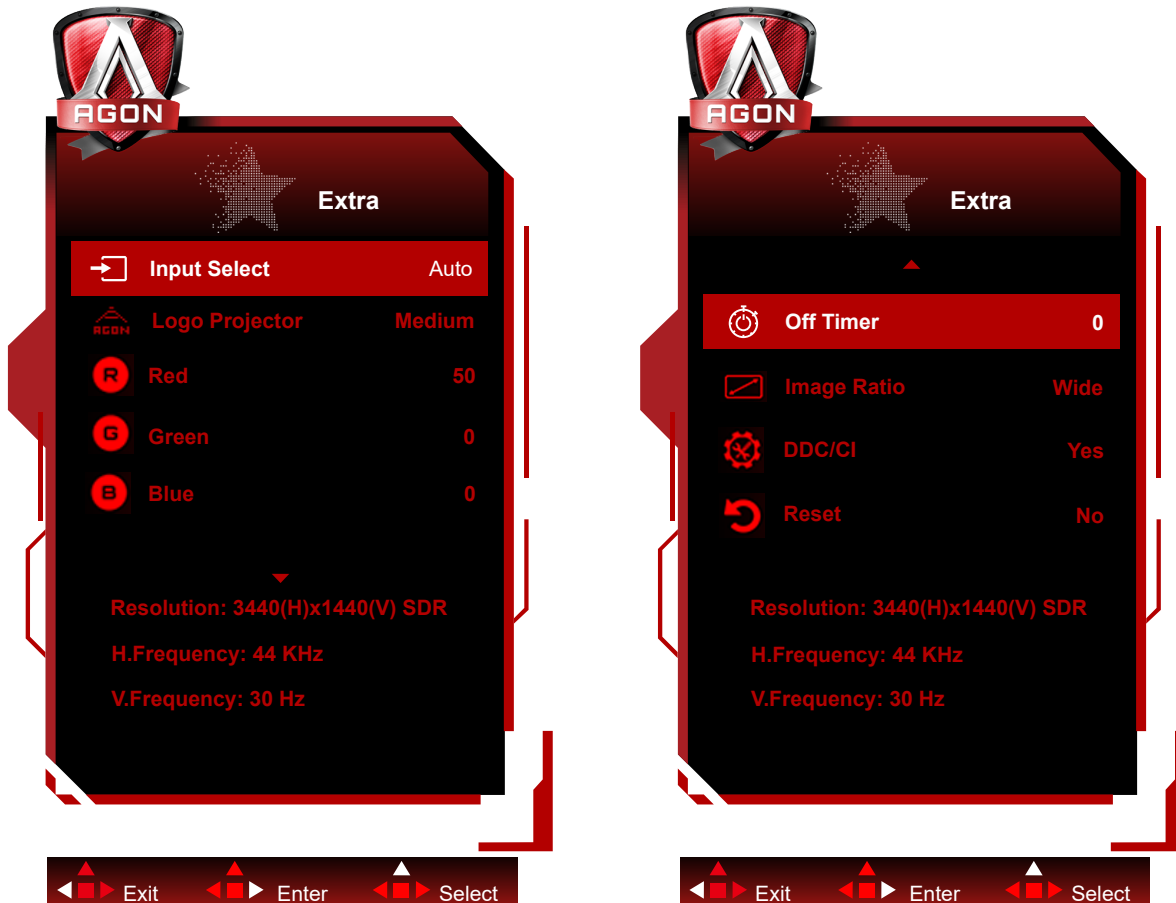 AGON
Extra
Input Select Auto
AGON Logo Projector Medium
R Red 50
G Green 0
B Blue 0
Resolution: 3440(H)x1440(V) SDR
H.Frequency: 44 KHz
V.Frequency: 30 Hz
Exit Enter Select
AGON
Extra
Off Timer 0
Image Ratio Wide
DDC/CI Yes
Reset No
Resolution: 3440(H)x1440(V) SDR
H.Frequency: 44 KHz
V.Frequency: 30 Hz
Exit Enter Select